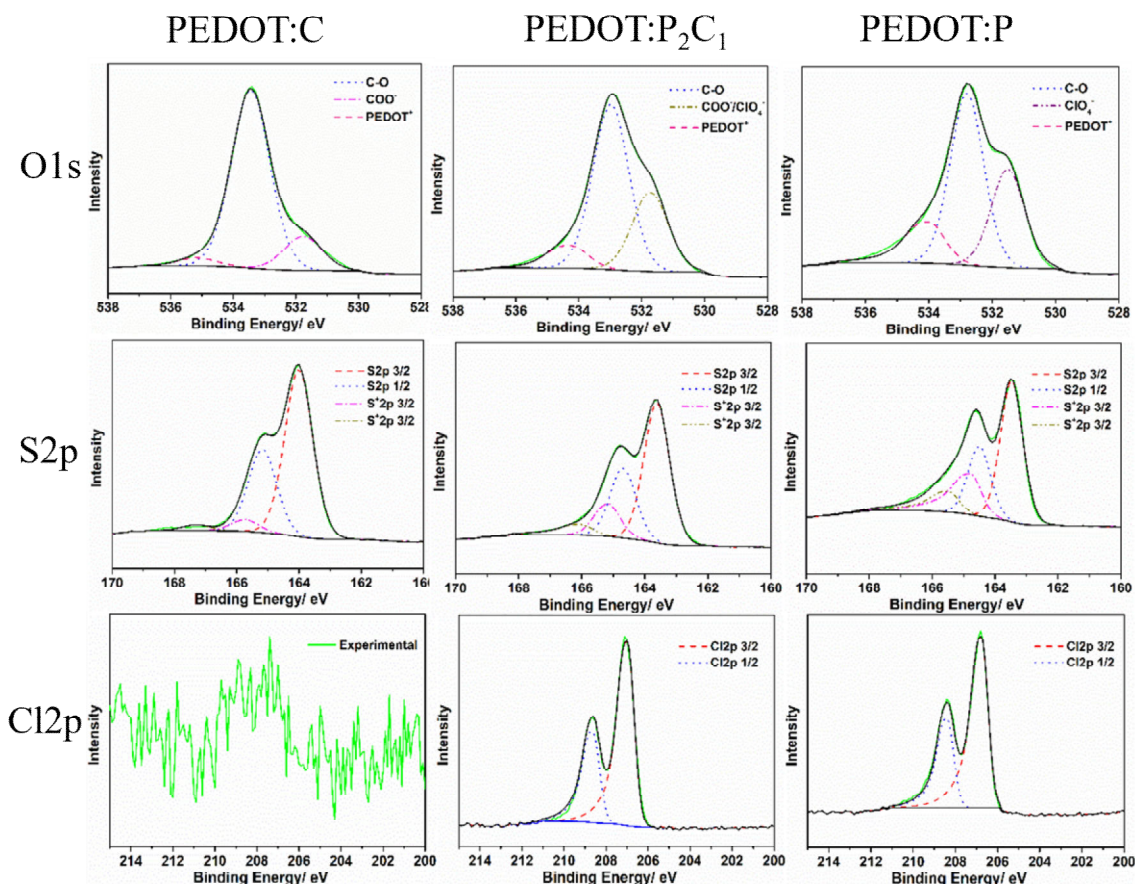 PEDOT:C
PEDOT:P₂C₁
PEDOT:P
O1s
Intensity
C-O
COO⁻
PEDOT⁺
538 536 534 532 530 528
Binding Energy/ eV
Intensity
C-O
COO⁻/ClO₄⁻
PEDOT⁺
538 536 534 532 530 528
Binding Energy/ eV
Intensity
C-O
ClO₄⁻
538 536 534 532 530 528
Binding Energy/ eV
S2p
Intensity
S2p 3/2
S2p 1/2
S⁺2p 3/2
S⁺2p 3/2
170 168 166 164 162 160
Binding Energy/ eV
Intensity
S2p 3/2
S2p 1/2
S⁺2p 3/2
S⁺2p 3/2
170 168 166 164 162 160
Binding Energy/ eV
Intensity
S2p 3/2
S2p 1/2
S⁺2p 3/2
S⁺2p 3/2
170 168 166 164 162 160
Binding Energy/ eV
Cl2p
Intensity
Experimental
214 212 210 208 206 204 202 200
Binding Energy/ eV
Intensity
Cl2p 3/2
Cl2p 1/2
214 212 210 208 206 204 202 200
Binding Energy/ eV
Intensity
Cl2p 3/2
Cl2p 1/2
214 212 210 208 206 204 202 200
Binding Energy/ eV